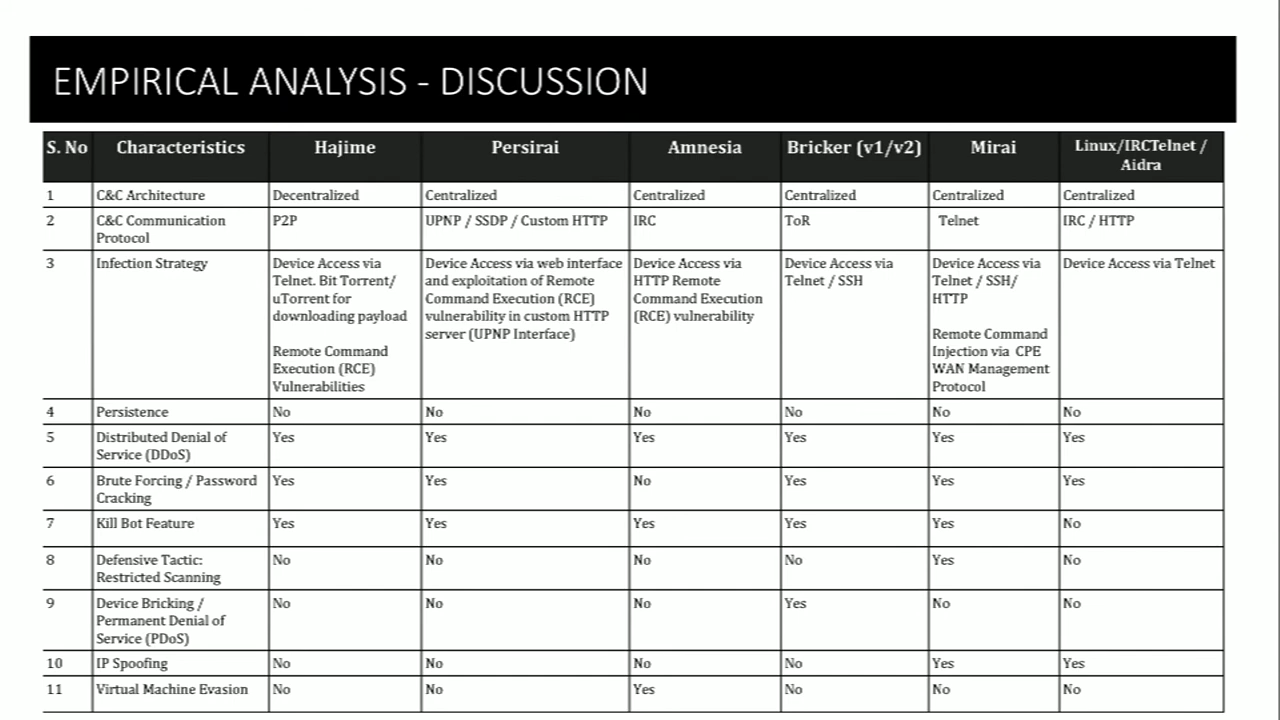 EMPIRICAL ANALYSIS - DISCUSSION
S. No Characteristics Hajime Persirai Amnesia Bricker (v1/v2) Mirai Linux/IRCTelnet /
Aidra
1 C&C Architecture Decentralized Centralized Centralized Centralized Centralized Centralized
2 C&C Communication P2P UPNP / SSDP / Custom HTTP IRC ToR Telnet IRC / HTTP
Protocol
3 Infection Strategy Device Access via Device Access via web interface Device Access via Device Access via Device Access via Device Access via Telnet
Telnet. Bit Torrent/ and exploitation of Remote HTTP Remote Telnet / SSH Telnet / SSH/
uTorrent for Command Execution (RCE) Command Execution HTTP
downloading payload vulnerability in custom HTTP (RCE) vulnerability
server (UPNP Interface) Remote Command
Remote Command Injection via CPE
Execution (RCE) WAN Management
Vulnerabilities Protocol
4 Persistence No No No No No No
5 Distributed Denial of Yes Yes Yes Yes Yes Yes
Service (DDoS)
6 Brute Forcing / Password Yes Yes No Yes Yes Yes
Cracking
7 Kill Bot Feature Yes Yes Yes Yes Yes No
8 Defensive Tactic: No No No No Yes No
Restricted Scanning
9 Device Bricking / No No No Yes No No
Permanent Denial of
Service (PDoS)
10 IP Spoofing No No No No Yes Yes
11 Virtual Machine Evasion No No Yes No No No